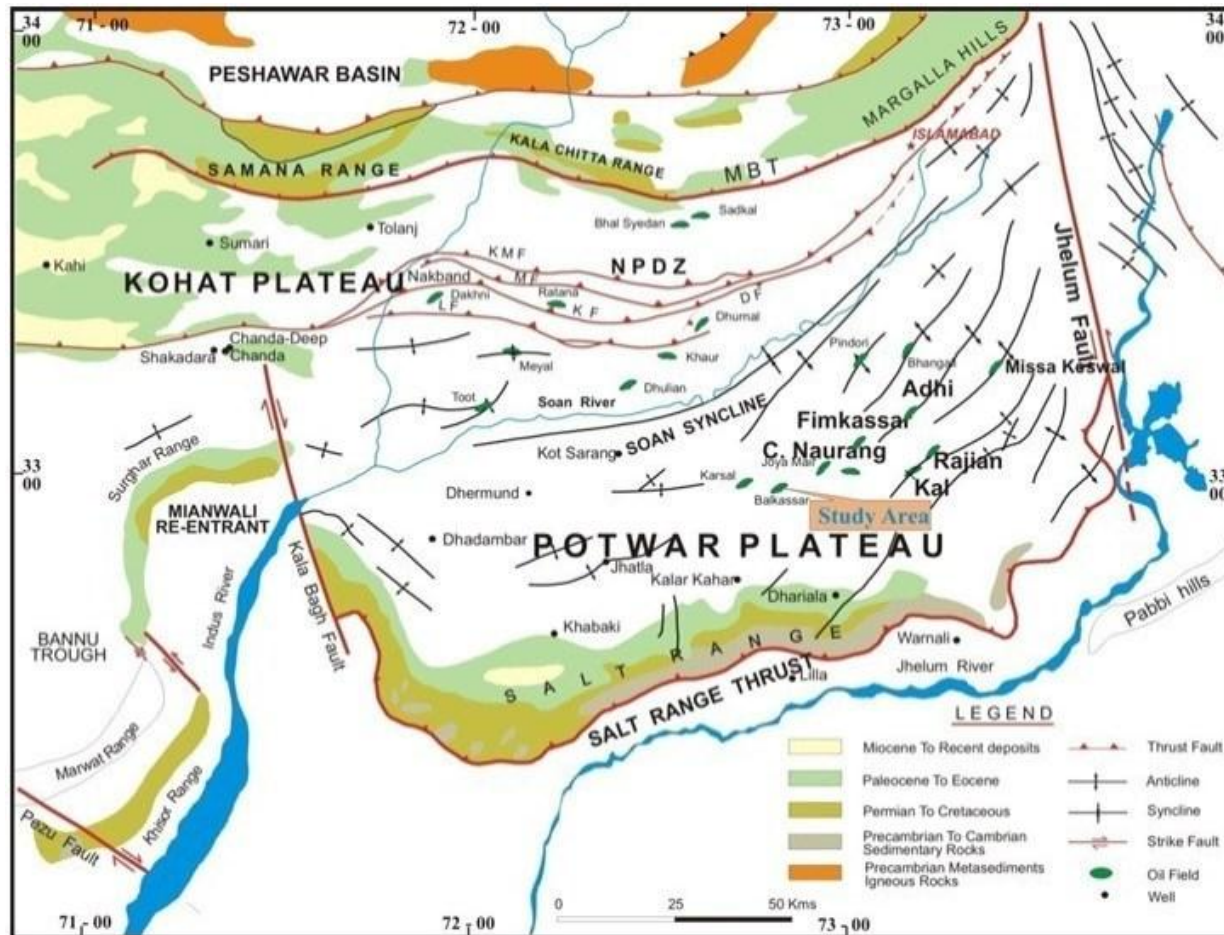 71 - 00
72 - 00
73 - 00
34
00
34
00
PESHAWAR BASIN
MARGALLA HILLS
ISLAMABAD
KALA CHITTA RANGE
SAMANA RANGE
MBT
Sadkal
Bhal Syedan
Tolanj
Sumari
Kahi
KMF
NPDZ
Jhelum Fault
KOHAT PLATEAU
Nakband
MF
Dakhni
Ratana
DF
LF
KF
Dhurnal
Chanda-Deep
Shakadara
Chanda
Pindori
Meyal
Khaur
Bhangali
Missa Keswal
Dhulian
Adhi
Toot
Soan River
Fimkassar
SOAN SYNCLINE
C. Naurang
Kot Sarang
Surghar Range
Joya Mair
Rajian
33
00
33
00
Karsal
Kal
Dhermund
Balkassar
MIANWALI
RE-ENTRANT
Study Area
Dhadambar
POTWAR PLATEAU
Jhatla
Kala Bagh Fault
Kalar Kahar
Indus River
Dhariala
Pabbi hills
BANNU
TROUGH
Khabaki
Warnali
SALT RANGE
Jhelum River
Lilla
SALT RANGE THRUST
Marwat Range
LEGEND
Miocene To Recent deposits
Thrust Fault
Paleocene To Eocene
Anticline
Khisor Range
Permian To Cretaceous
Syncline
Pezu Fault
Precambrian To Cambrian
Sedimentary Rocks
Strike Fault
Precambrian Metasediments
Igneous Rocks
Oil Field
Well
0
25
50 Kms
71 - 00
72 - 00
73 - 00